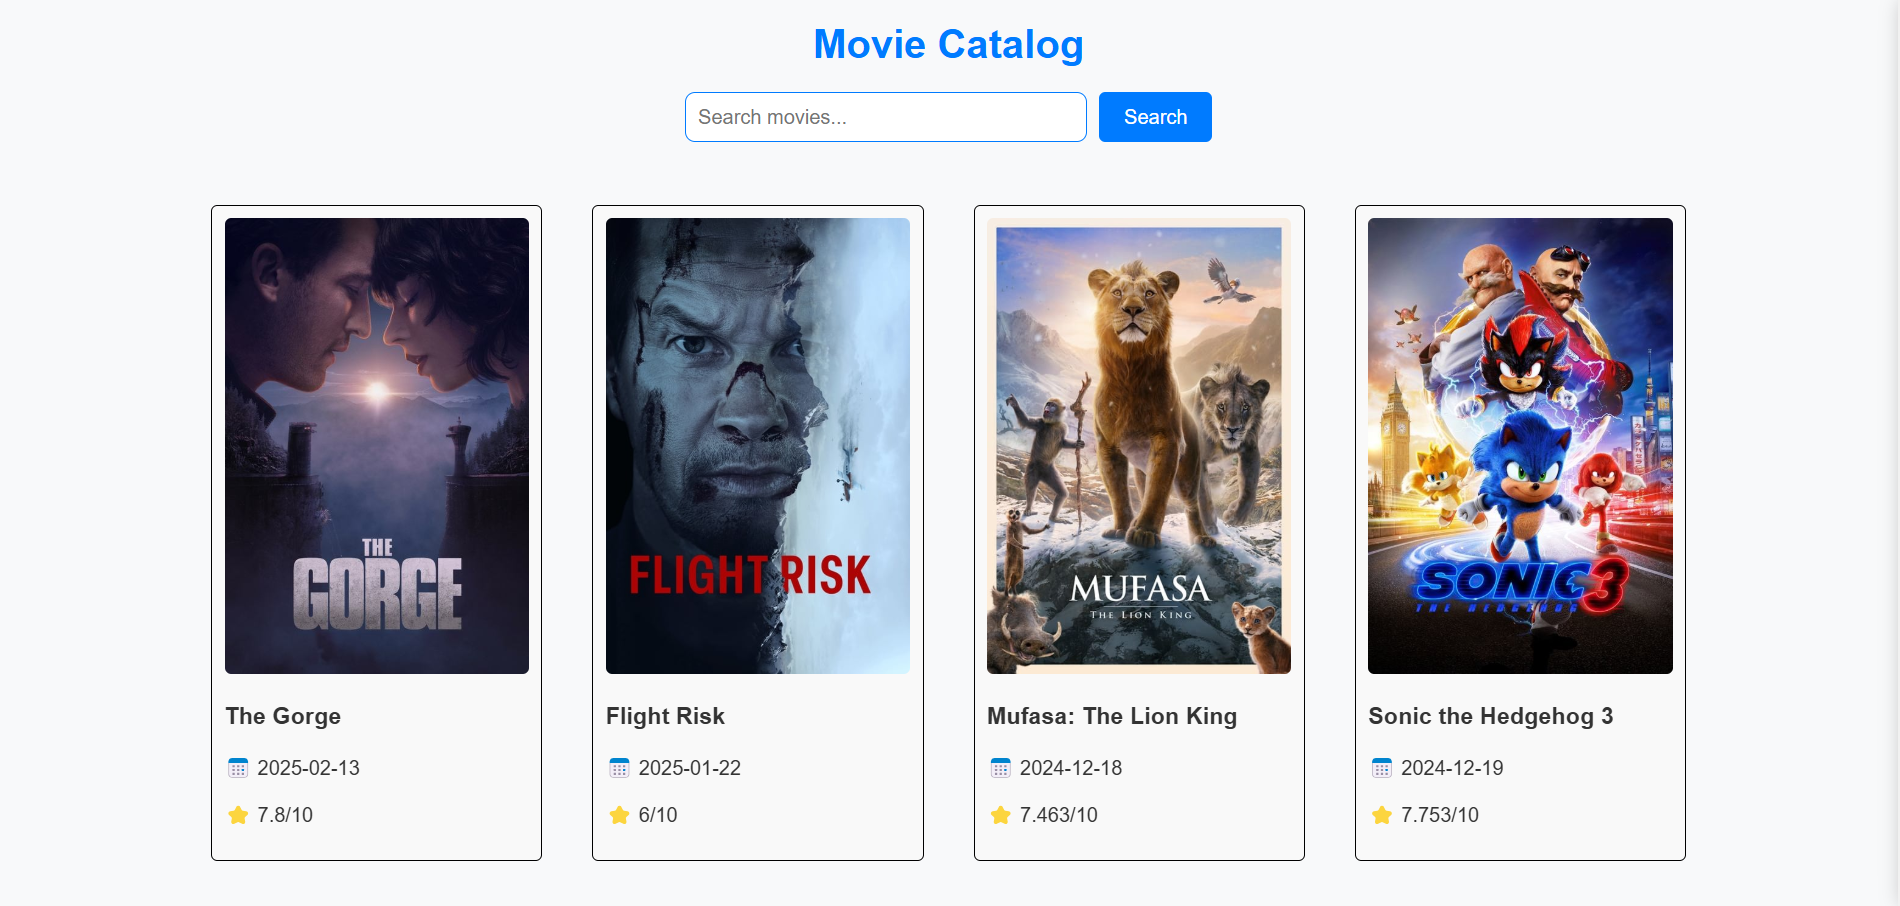 Movie Catalog
Search movies...
Search
THE
GORGE
FLIGHT RISK
MUFASA
THE LION KING
SONIC 3
THE HEDGEHOG
The Gorge
2025-02-13
7.8/10
Flight Risk
2025-01-22
6/10
Mufasa: The Lion King
2024-12-18
7.463/10
Sonic the Hedgehog 3
2024-12-19
7.753/10